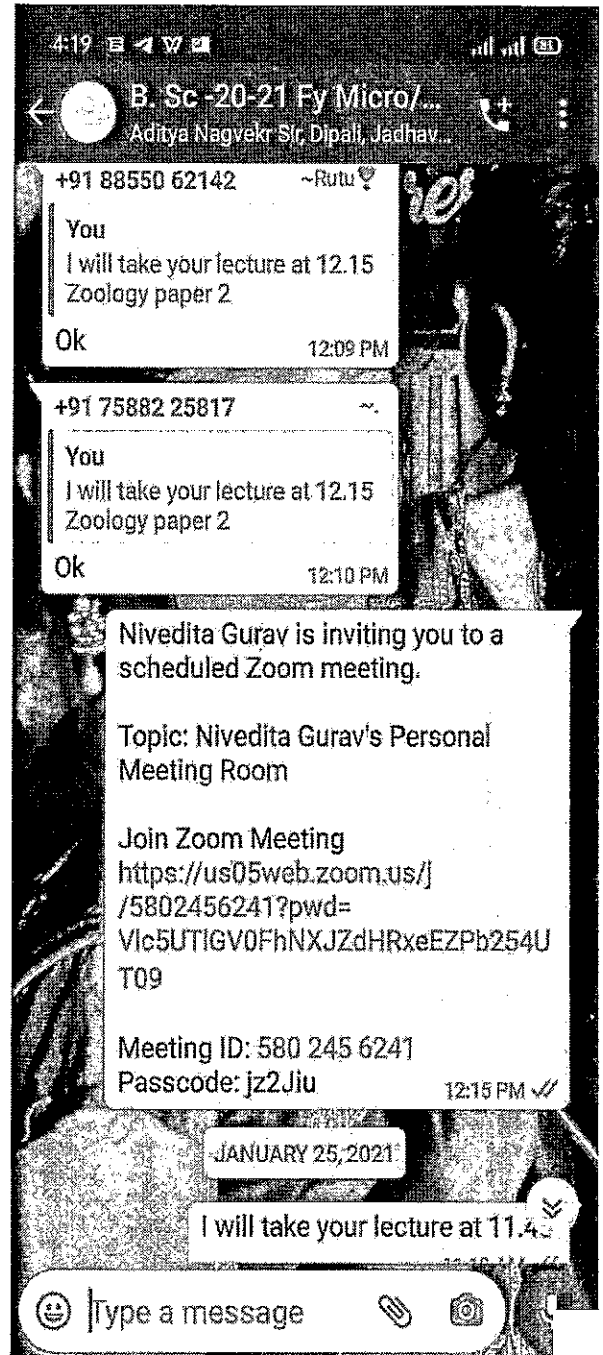 4:19
B. Sc -20-21 Fy Micro/...
Aditya Nagvekr Sir, Dipali, Jadhav...
+91 88550 62142 ~Rutu
You
I will take your lecture at 12.15
Zoology paper 2
Ok 12:09 PM
+91 75882 25817 ~.
You
I will take your lecture at 12.15
Zoology paper 2
Ok 12:10 PM
Nivedita Gurav is inviting you to a
scheduled Zoom meeting.
Topic: Nivedita Gurav's Personal
Meeting Room
Join Zoom Meeting
https://us05web.zoom.us/j
/5802456241?pwd=
Vlc5UTlGV0FhNXJZdHRxeEZPb254U
T09
Meeting ID: 580 245 6241
Passcode: jz2Jiu 12:15 PM
JANUARY 25, 2021
I will take your lecture at
Type a message